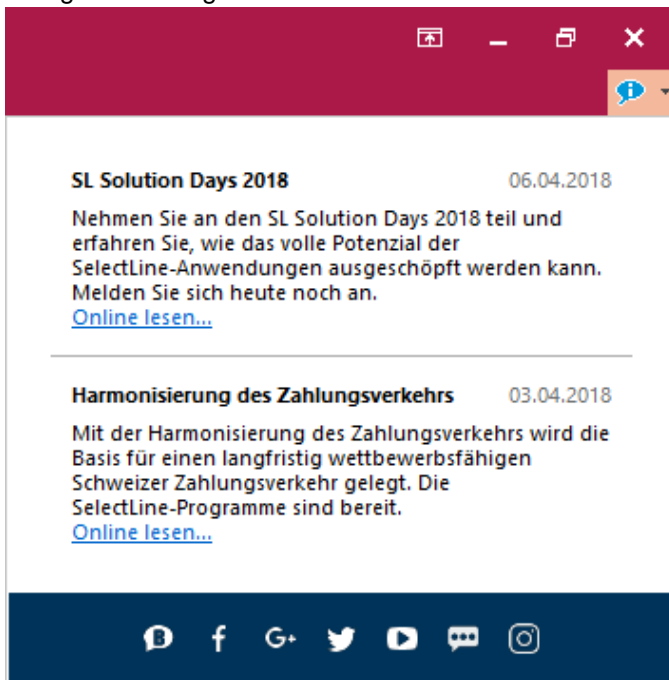 SL Solution Days 2018 06.04.2018
Nehmen Sie an den SL Solution Days 2018 teil und
erfahren Sie, wie das volle Potenzial der
SelectLine-Anwendungen ausgeschöpft werden kann.
Melden Sie sich heute noch an.
Online lesen...
Harmonisierung des Zahlungsverkehrs 03.04.2018
Mit der Harmonisierung des Zahlungsverkehrs wird die
Basis für einen langfristig wettbewerbsfähigen
Schweizer Zahlungsverkehr gelegt. Die
SelectLine-Programme sind bereit.
Online lesen...